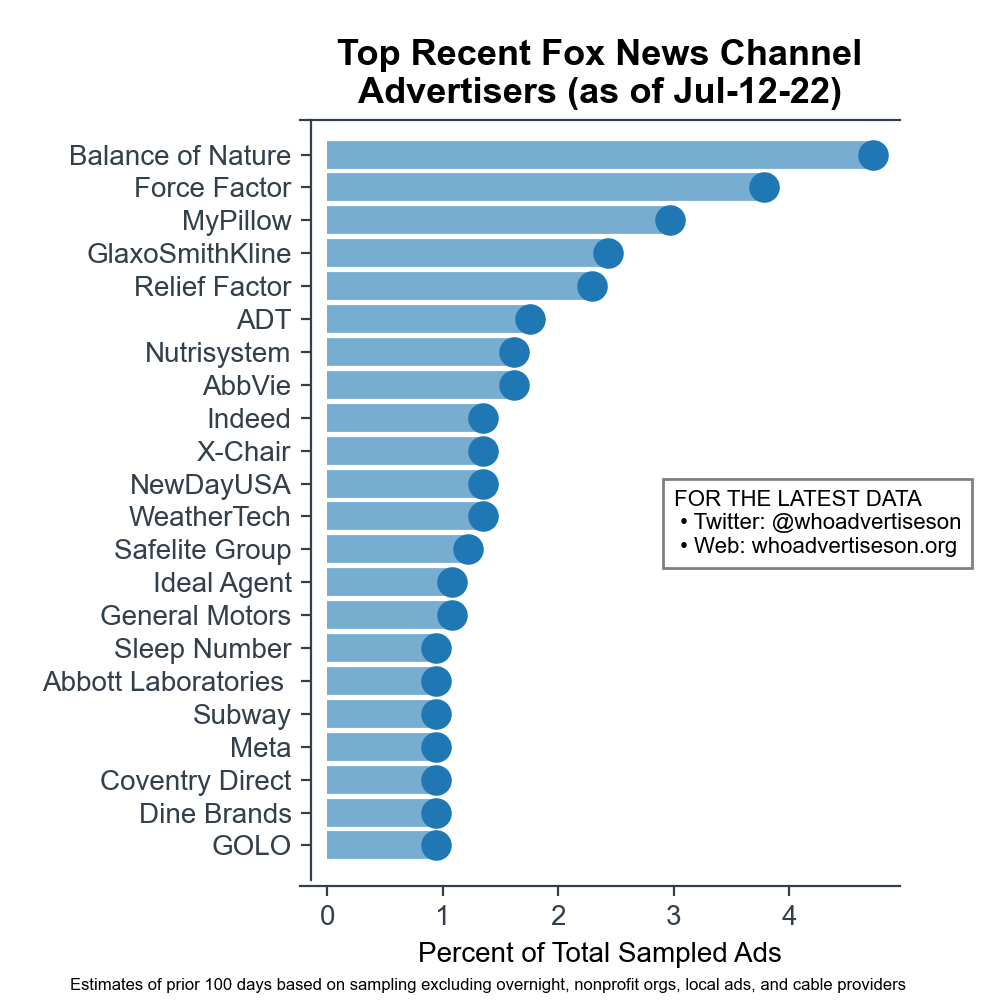 Top Recent Fox News Channel
Advertisers (as of Jul-12-22)
Balance of Nature
Force Factor
MyPillow
GlaxoSmithKline
Relief Factor
ADT
Nutrisystem
AbbVie
Indeed
X-Chair
NewDayUSA
WeatherTech
Safelite Group
Ideal Agent
General Motors
Sleep Number
Abbott Laboratories
Subway
Meta
Coventry Direct
Dine Brands
GOLO
FOR THE LATEST DATA
• Twitter: @whoadvertiseson
• Web: whoadvertiseson.org
0 1 2 3 4
Percent of Total Sampled Ads
Estimates of prior 100 days based on sampling excluding overnight, nonprofit orgs, local ads, and cable providers